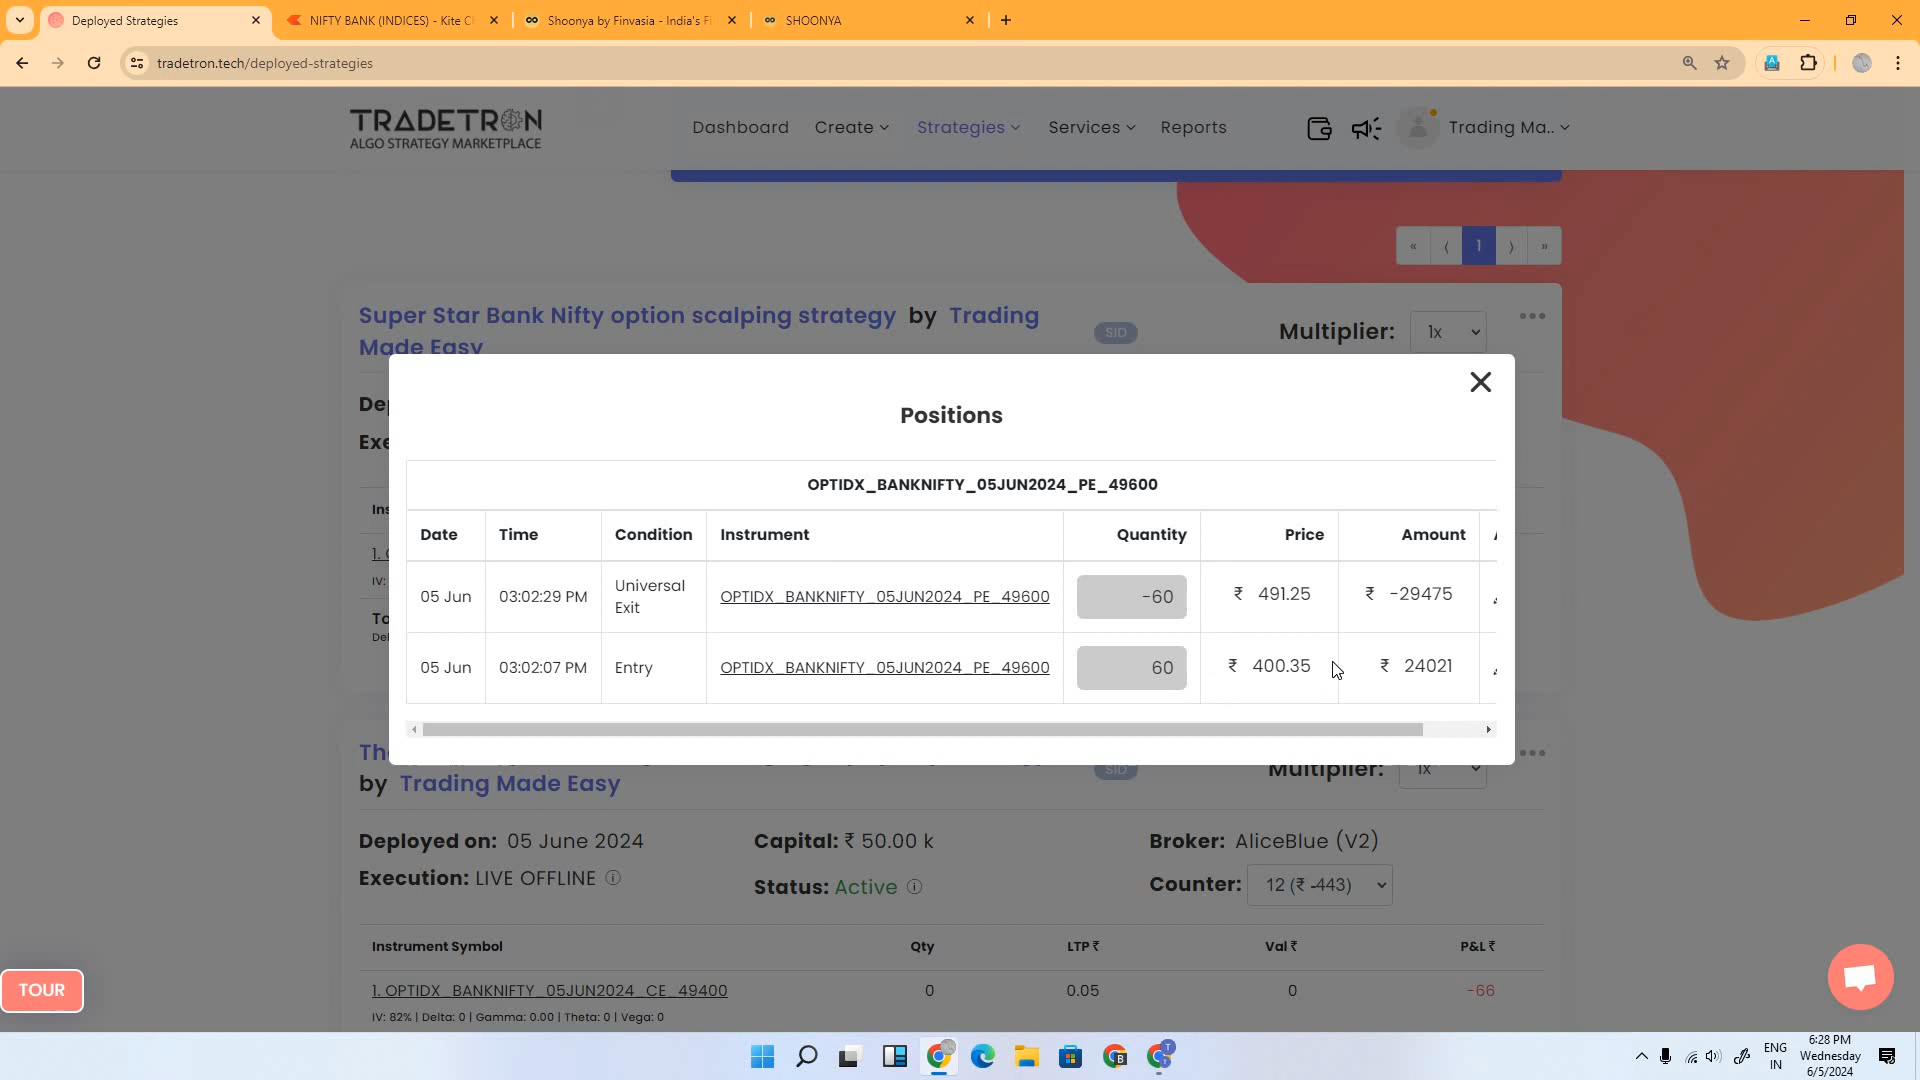 Deployed Strategies
NIFTY BANK (INDICES) - Kite C
Shoonya by Finvasia - India's Fi
SHOONYA
tradetron.tech/deployed-strategies
TRADETRON
ALGO STRATEGY MARKETPLACE
Dashboard
Create
Strategies
Services
Reports
Trading Ma..
« ⟨ 1 ⟩ »
Super Star Bank Nifty option scalping strategy by Trading
Made Easy
SID
Multiplier: 1x
Positions
OPTIDX_BANKNIFTY_05JUN2024_PE_49600
Date Time Condition Instrument Quantity Price Amount
05 Jun 03:02:29 PM Universal Exit OPTIDX_BANKNIFTY_05JUN2024_PE_49600 -60 ₹ 491.25 ₹ -29475
05 Jun 03:02:07 PM Entry OPTIDX_BANKNIFTY_05JUN2024_PE_49600 60 ₹ 400.35 ₹ 24021
IV:
by Trading Made Easy
SID
Multiplier: 1x
Deployed on: 05 June 2024 Capital: ₹ 50.00 k Broker: AliceBlue (V2)
Execution: LIVE OFFLINE Status: Active Counter: 12 (₹ -443)
Instrument Symbol Qty LTP ₹ Val ₹ P&L ₹
1. OPTIDX_BANKNIFTY_05JUN2024_CE_49400 0 0.05 0 -66
IV: 82% | Delta: 0 | Gamma: 0.00 | Theta: 0 | Vega: 0
TOUR
ENG
IN
6:28 PM
Wednesday
6/5/2024